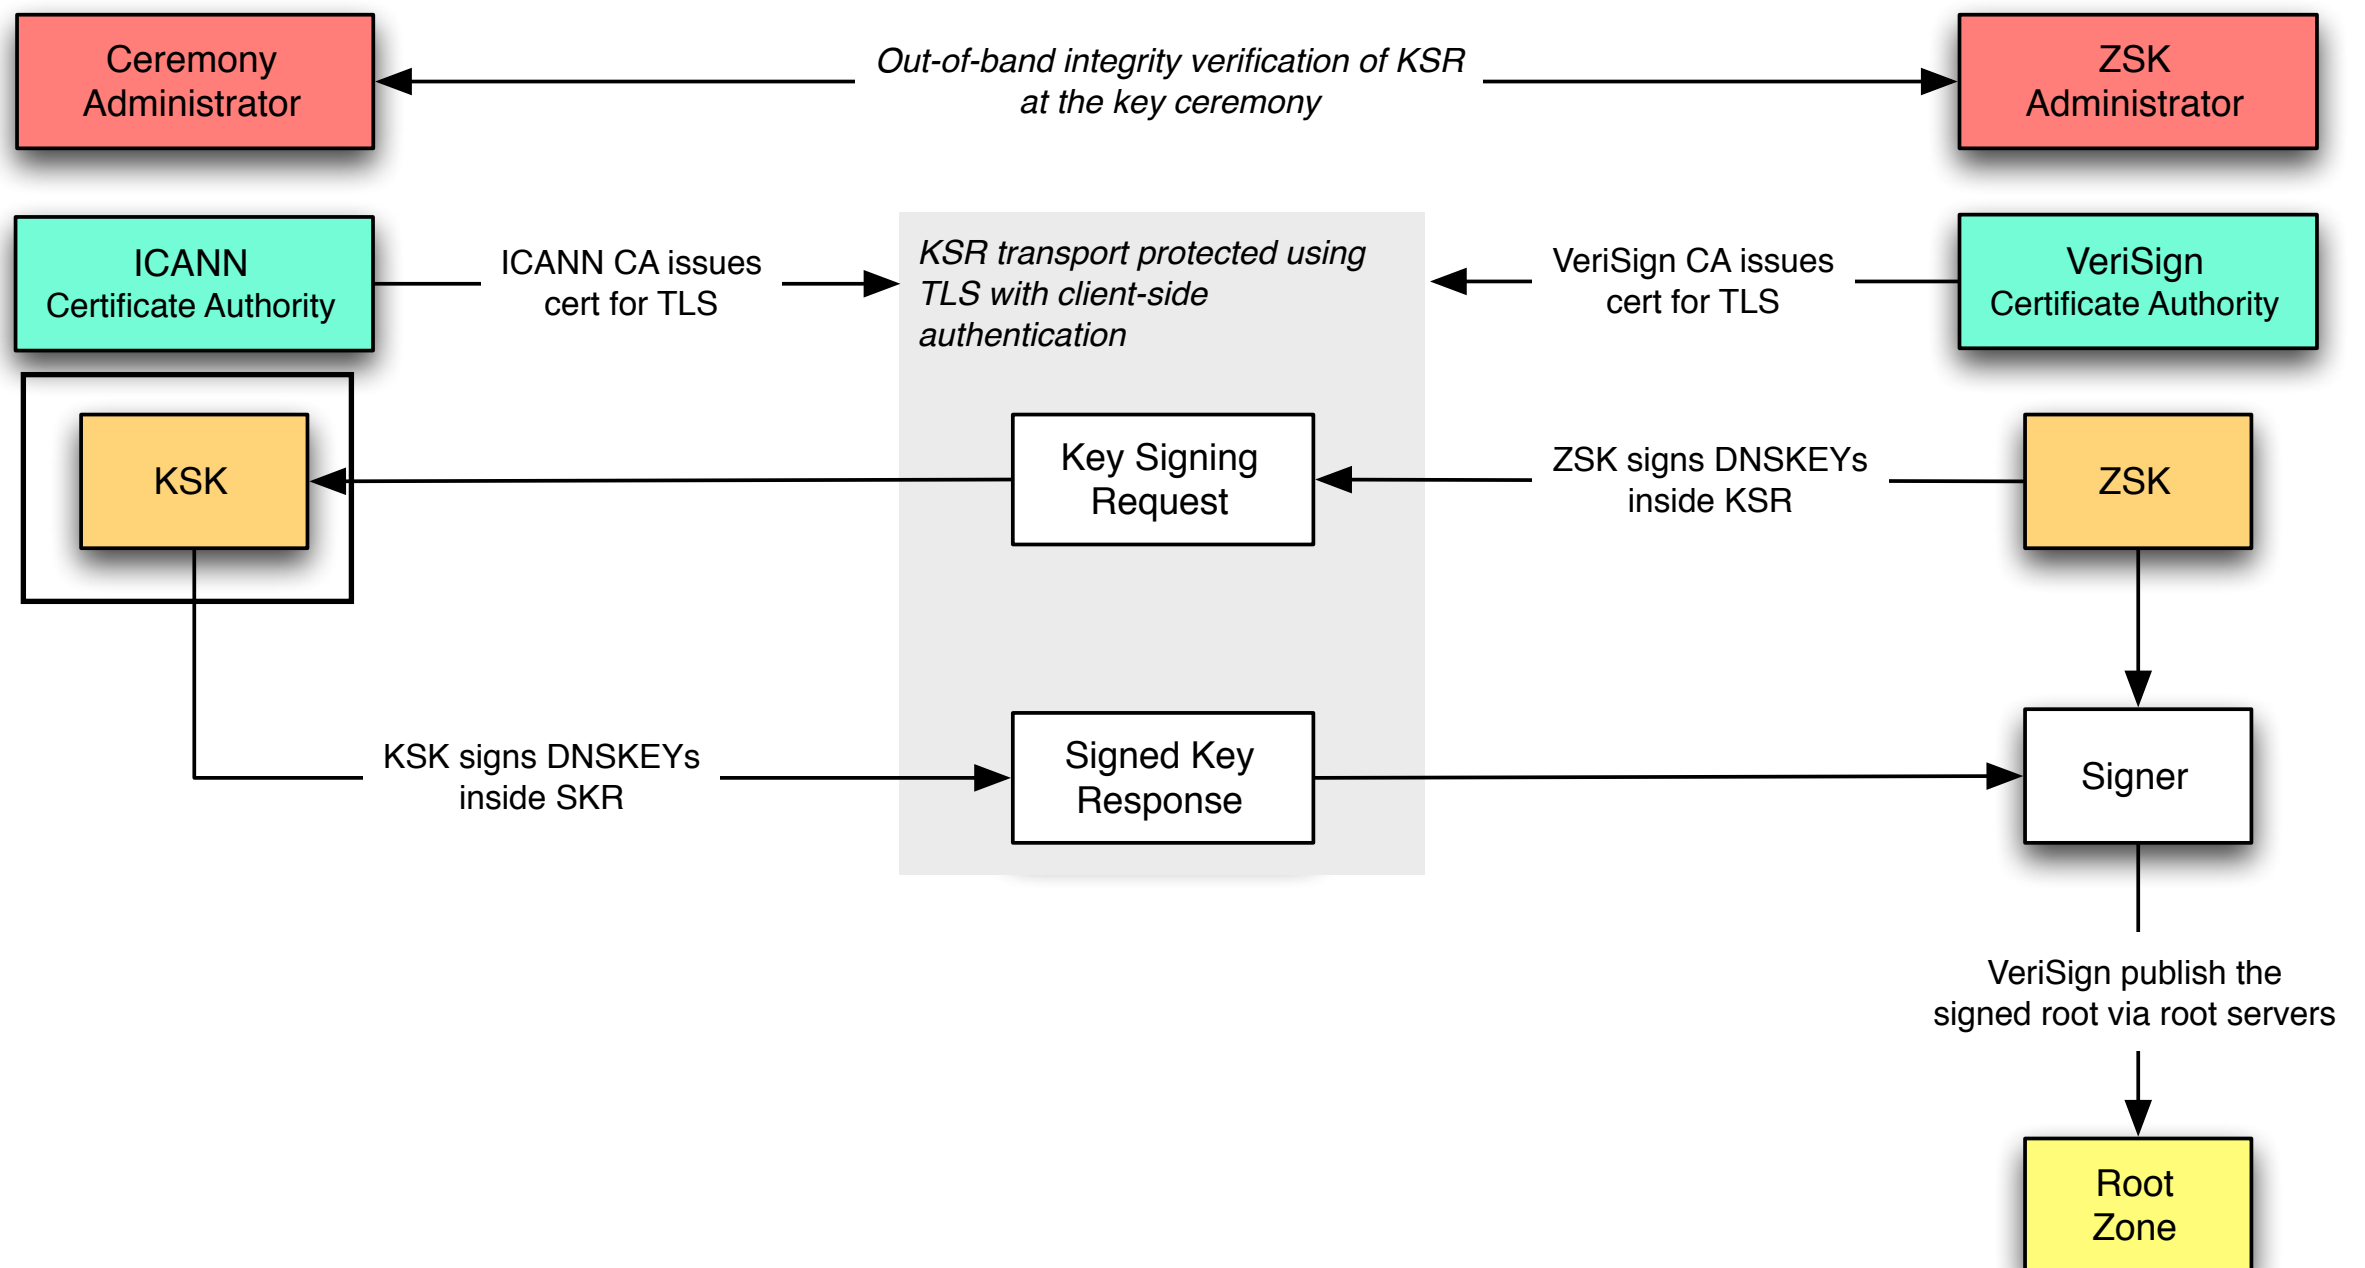 Ceremony
Administrator
Out-of-band integrity verification of KSR
at the key ceremony
ZSK
Administrator
ICANN
Certificate Authority
ICANN CA issues
cert for TLS
KSR transport protected using
TLS with client-side
authentication
VeriSign CA issues
cert for TLS
VeriSign
Certificate Authority
KSK
Key Signing
Request
ZSK signs DNSKEYs
inside KSR
ZSK
KSK signs DNSKEYs
inside SKR
Signed Key
Response
Signer
VeriSign publish the
signed root via root servers
Root
Zone